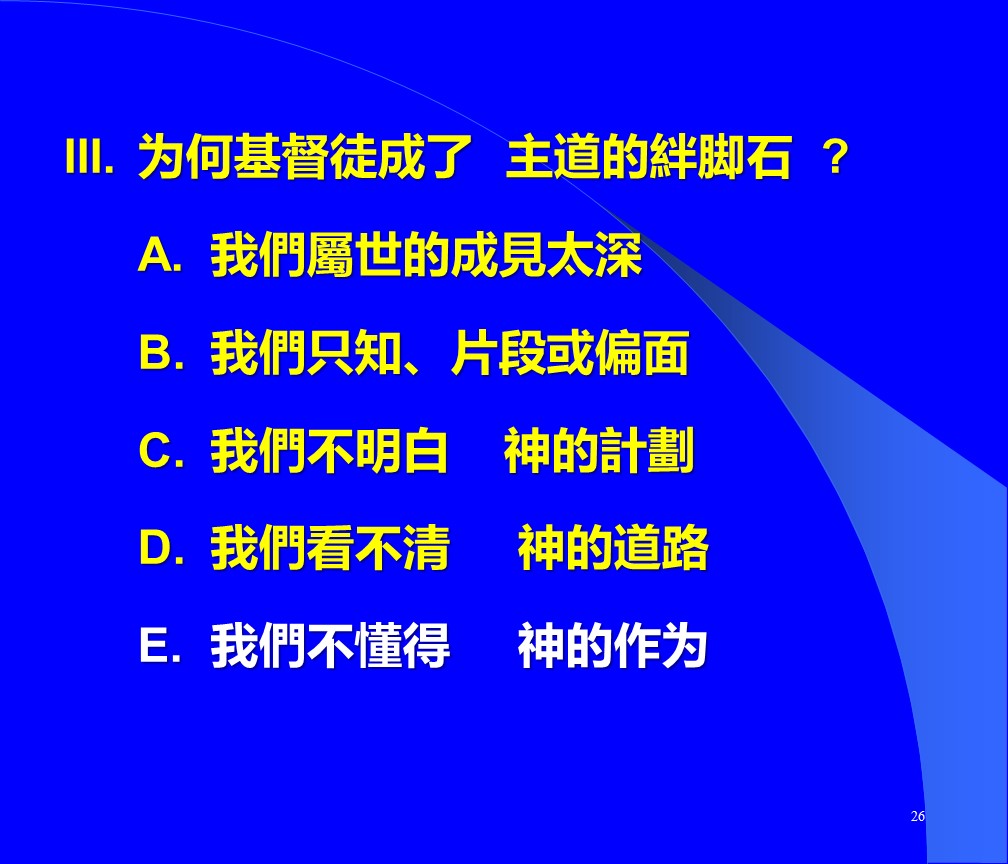 III. 为何基督徒成了 主道的絆脚石 ?
A. 我們屬世的成見太深
B. 我們只知、片段或偏面
C. 我們不明白 神的計劃
D. 我們看不清 神的道路
E. 我們不懂得 神的作为
26